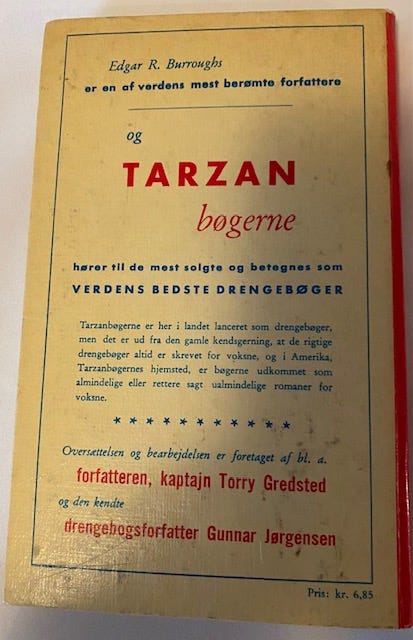 Edgar R. Burroughs
er en af verdens mest berømte forfattere
og
TARZAN
bøgerne
hører til de mest solgte og betegnes som
VERDENS BEDSTE DRENGEBØGER
Tarzanbøgerne er her i landet lanceret som drengebøger,
men det er ud fra den gamle kendsgerning, at de rigtige
drengebøger altid er skrevet for voksne, og i Amerika,
Tarzanbøgernes hjemsted, er bøgerne udkommet som
almindelige eller rettere sagt ualmindelige romaner for
voksne.
* * * * * * * * * * *
Oversættelsen og bearbejdelsen er foretaget af bl. a.
forfatteren, kaptajn Torry Gredsted
og den kendte
drengebogsforfatter Gunnar Jørgensen
Pris: kr. 6,85